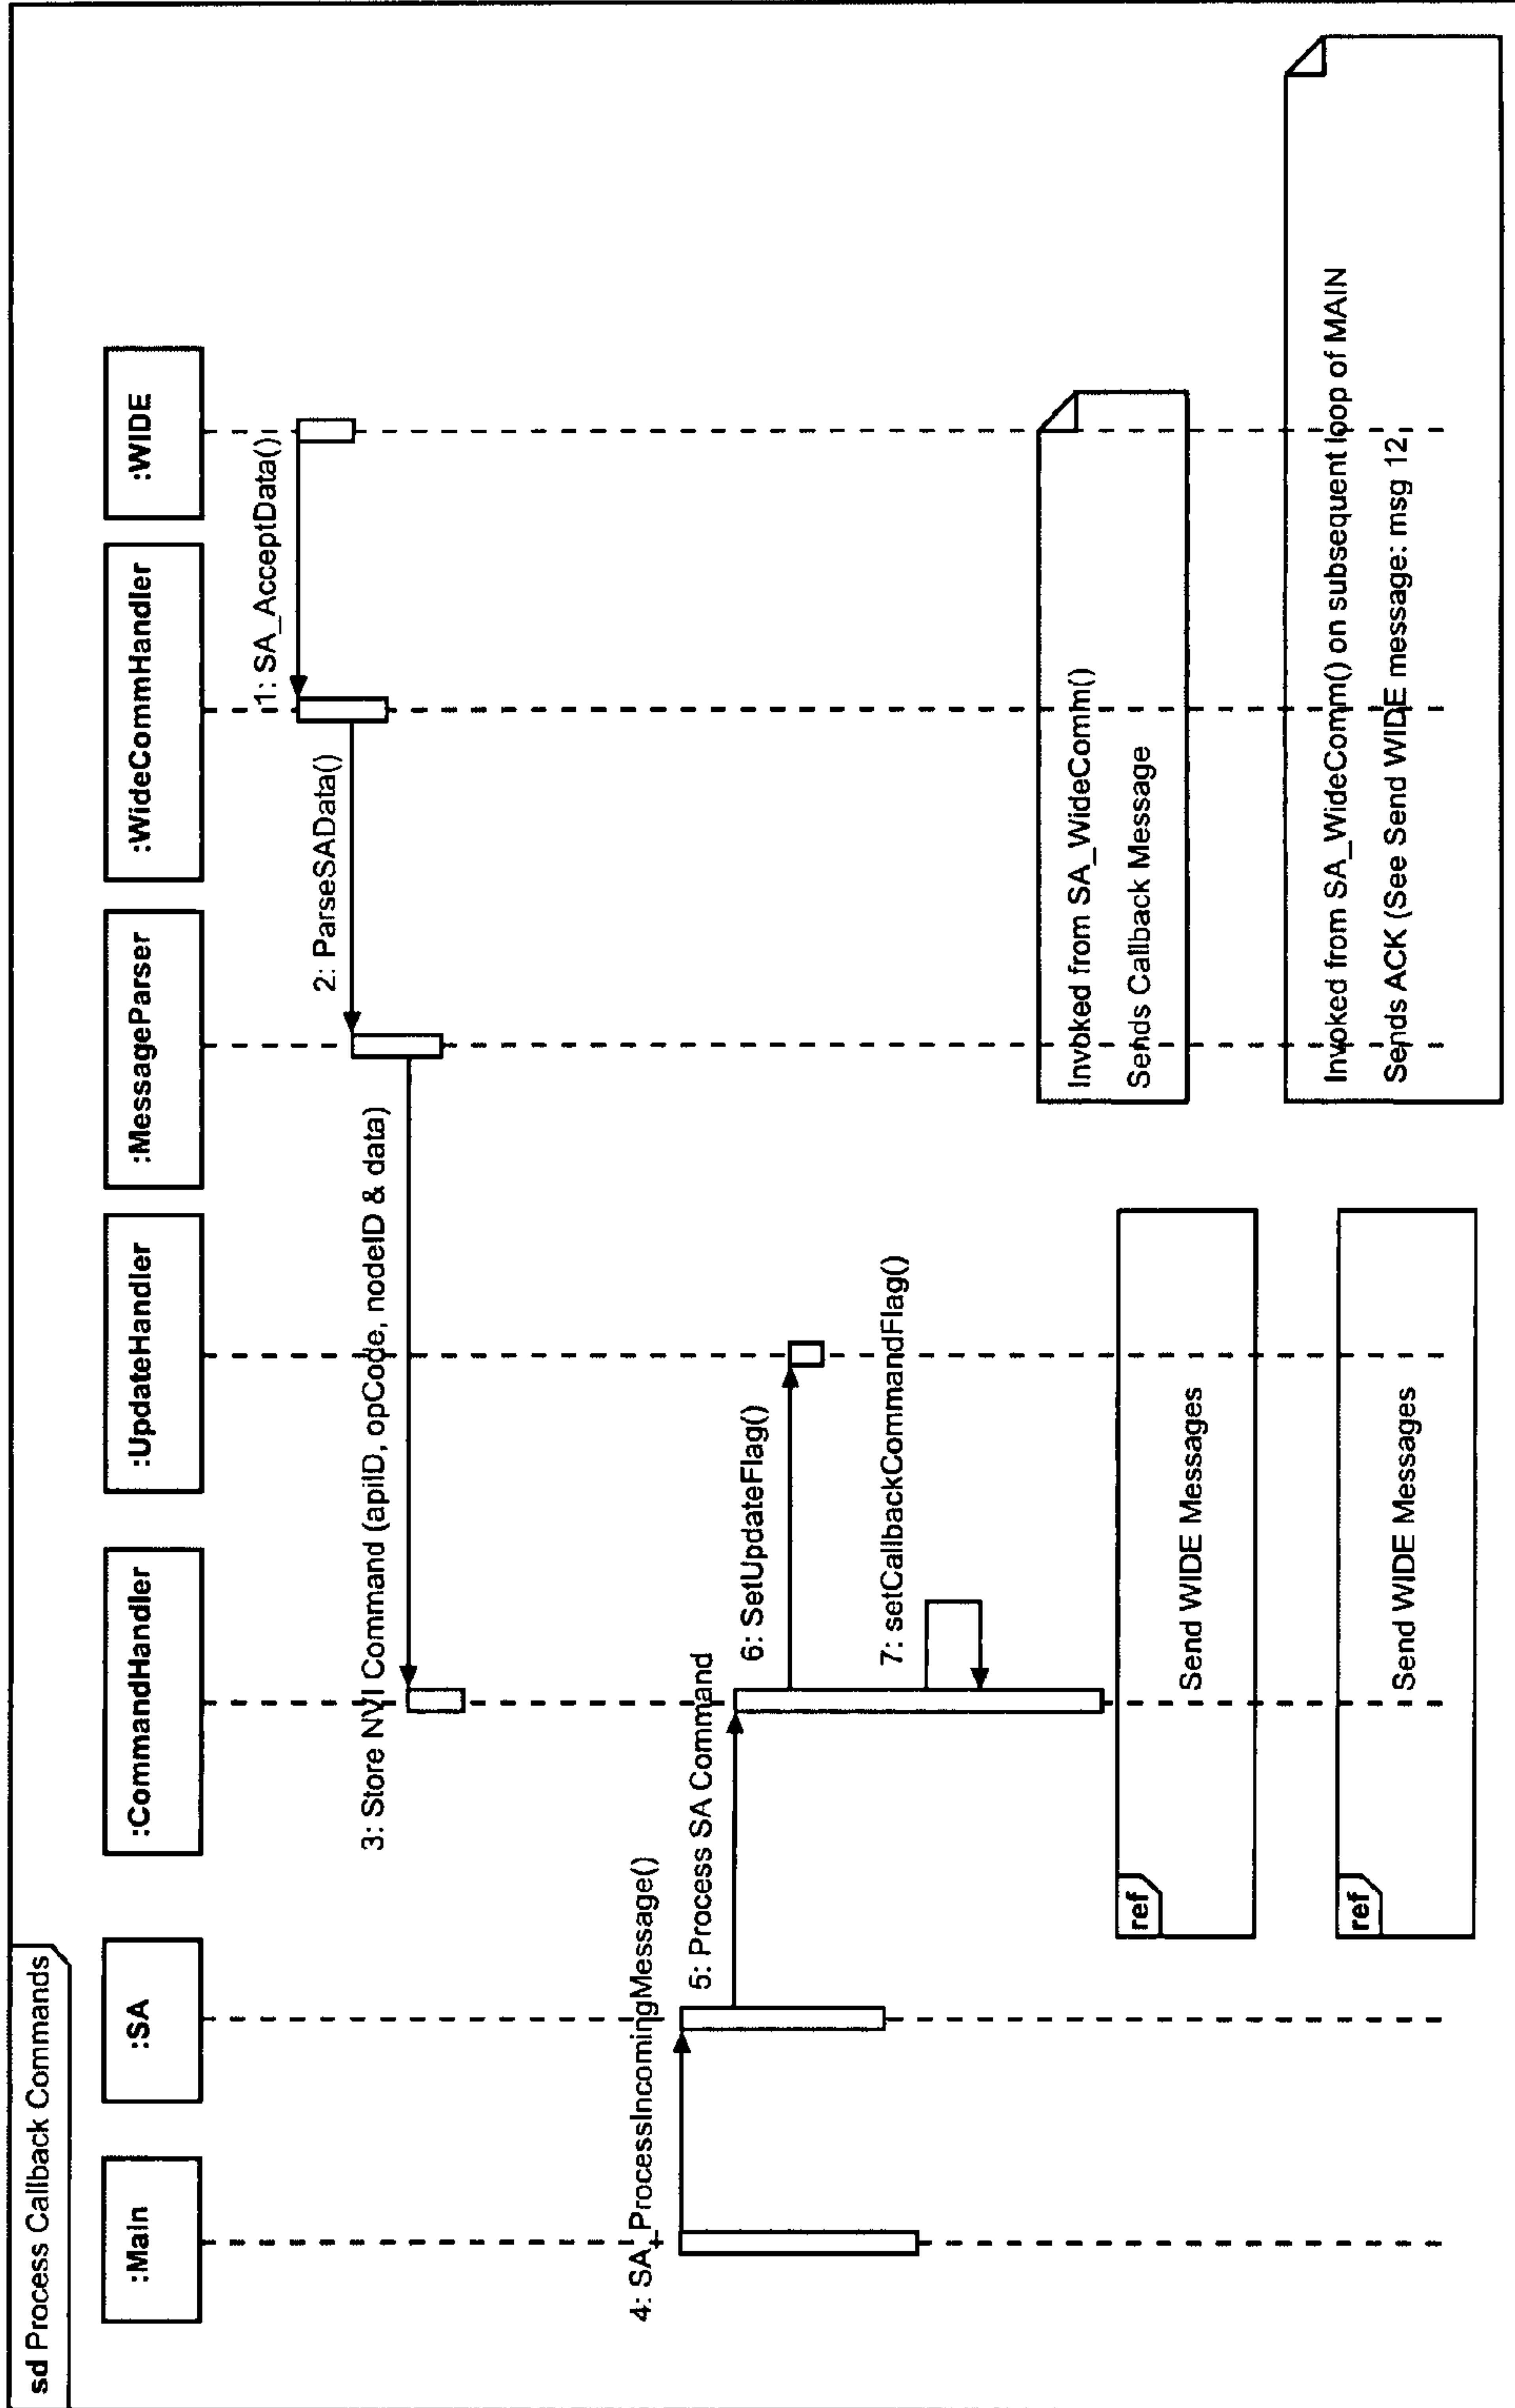 sd Process Callback Commands
:Main
:SA
:CommandHandler
:UpdateHandler
:MessageParser
:WideCommHandler
:WIDE
1: SA_AcceptData()
2: ParseSAData()
3: Store NVI Command (apiID, opCode, nodeID & data)
4: SA_ProcessIncomingMessage()
5: Process SA Command
6: SetUpdateFlag()
7: setCallbackCommandFlag()
Invoked from SA_WideComm()
Sends Callback Message
ref
Send WIDE Messages
Invoked from SA_WideComm() on subsequent loop of MAIN
Sends ACK (See Send WIDE message: msg 12
ref
Send WIDE Messages